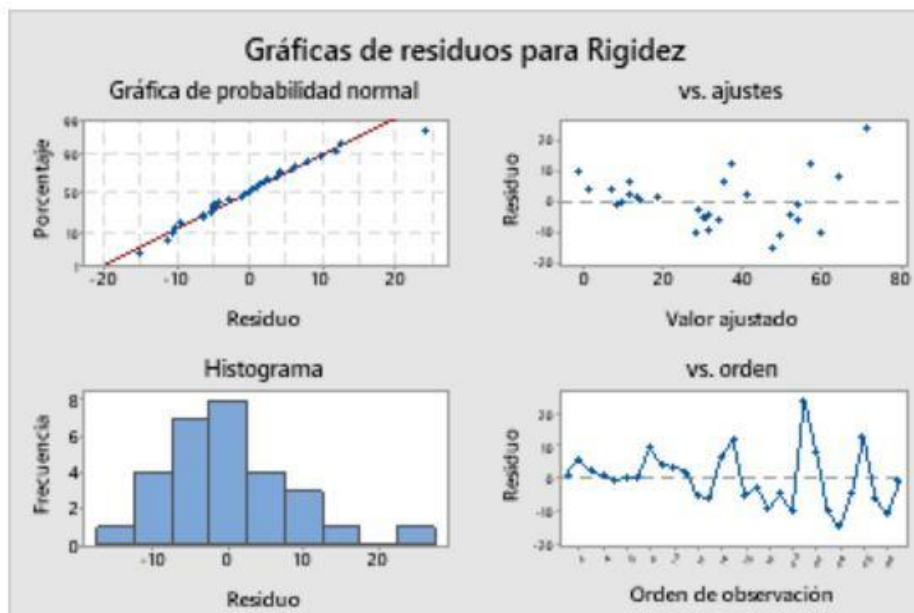 Gráficas de residuos para Rigidez
Gráfica de probabilidad normal
Porcentaje
50
10
-20 -10 0 10 20
Residuo
vs. ajustes
Residuo
20
10
0
-10
-20
0 20 40 60 80
Valor ajustado
Histograma
Frecuencia
8
6
4
2
0
-10 0 10 20
Residuo
vs. orden
Residuo
20
10
0
-10
-20
Orden de observación